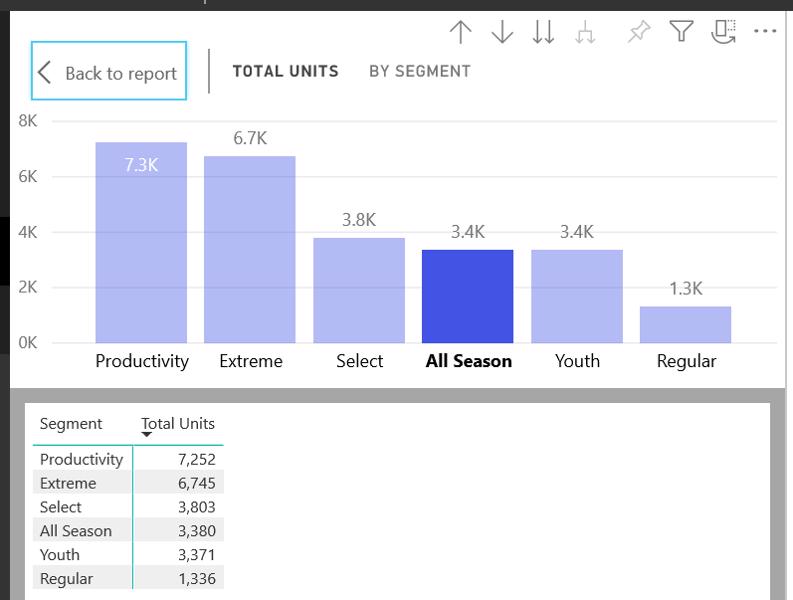 Back to report
TOTAL UNITS BY SEGMENT
8K
6K
4K
2K
0K
7.3K
6.7K
3.8K
3.4K
3.4K
1.3K
Productivity Extreme Select All Season Youth Regular
Segment Total Units
Productivity 7,252
Extreme 6,745
Select 3,803
All Season 3,380
Youth 3,371
Regular 1,336